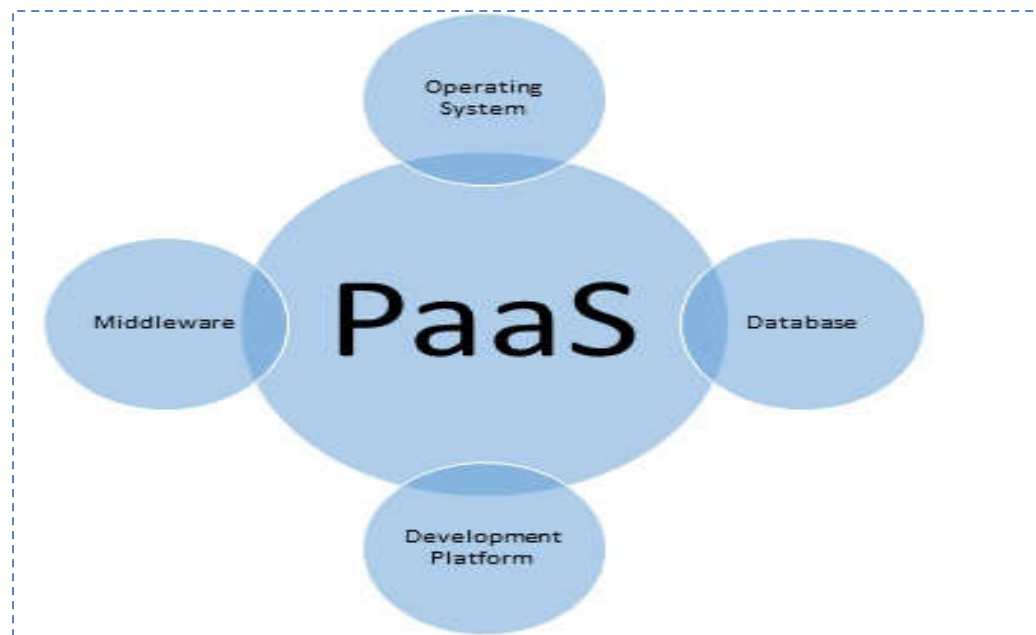 Operating
System
Middleware
PaaS
Database
Development
Platform